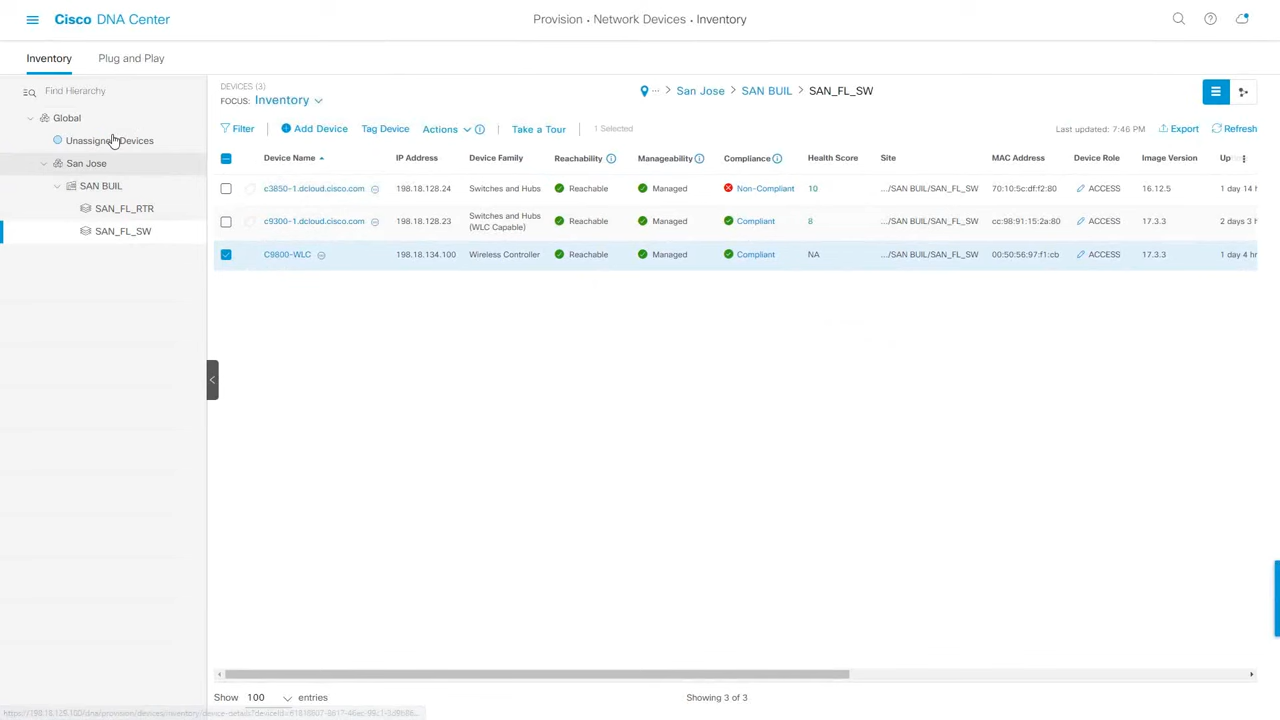 Cisco DNA Center
Provision · Network Devices · Inventory
Inventory Plug and Play
Find Hierarchy
Global
Unassigned Devices
San Jose
SAN BUIL
SAN_FL_RTR
SAN_FL_SW
DEVICES (3)
FOCUS: Inventory
··· > San Jose > SAN BUIL > SAN_FL_SW
Filter Add Device Tag Device Actions Take a Tour 1 Selected Last updated: 7:46 PM Export Refresh
Device Name IP Address Device Family Reachability Manageability Compliance Health Score Site MAC Address Device Role Image Version Up
c3850-1.dcloud.cisco.com 198.18.128.24 Switches and Hubs Reachable Managed Non-Compliant 10 .../SAN BUIL/SAN_FL_SW 70:10:5c:df:f2:80 ACCESS 16.12.5 1 day 14 h
c9300-1.dcloud.cisco.com 198.18.128.23 Switches and Hubs (WLC Capable) Reachable Managed Compliant 8 .../SAN BUIL/SAN_FL_SW cc:98:91:15:2a:80 ACCESS 17.3.3 2 days 3 h
C9800-WLC 198.18.134.100 Wireless Controller Reachable Managed Compliant NA .../SAN BUIL/SAN_FL_SW 00:50:56:97:f1:cb ACCESS 17.3.3 1 day 4 hr
Show 100 entries Showing 3 of 3